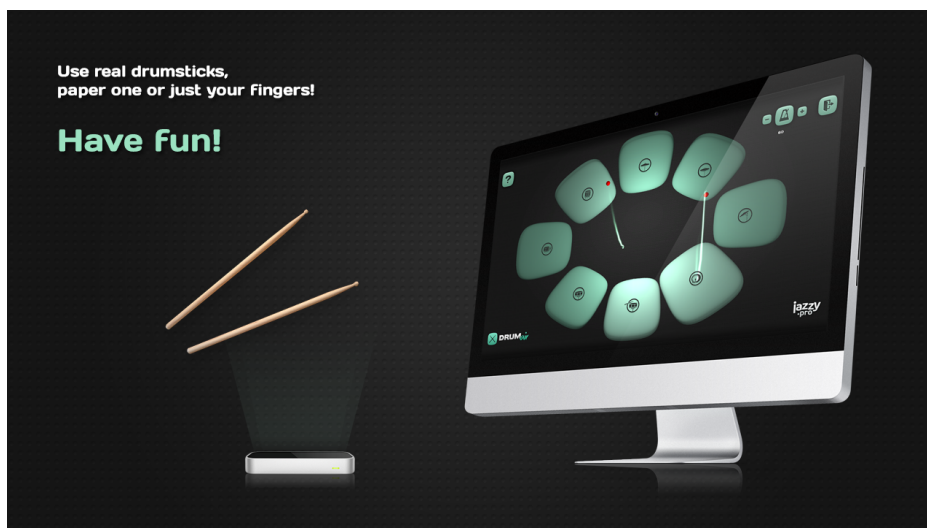 Use real drumsticks,
paper one or just your fingers!
Have fun!
?
- +
jazzy
.pro
X DRUMair